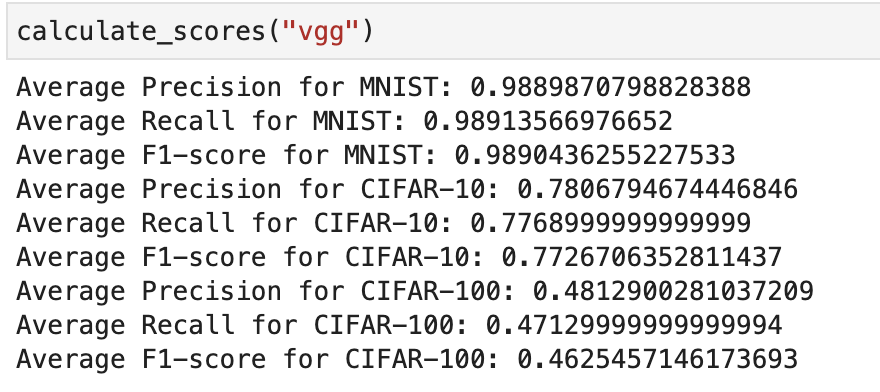 calculate_scores("vgg")
Average Precision for MNIST: 0.9889870798828388
Average Recall for MNIST: 0.98913566976652
Average F1-score for MNIST: 0.9890436255227533
Average Precision for CIFAR-10: 0.7806794674446846
Average Recall for CIFAR-10: 0.7768999999999999
Average F1-score for CIFAR-10: 0.7726706352811437
Average Precision for CIFAR-100: 0.4812900281037209
Average Recall for CIFAR-100: 0.47129999999999994
Average F1-score for CIFAR-100: 0.4625457146173693